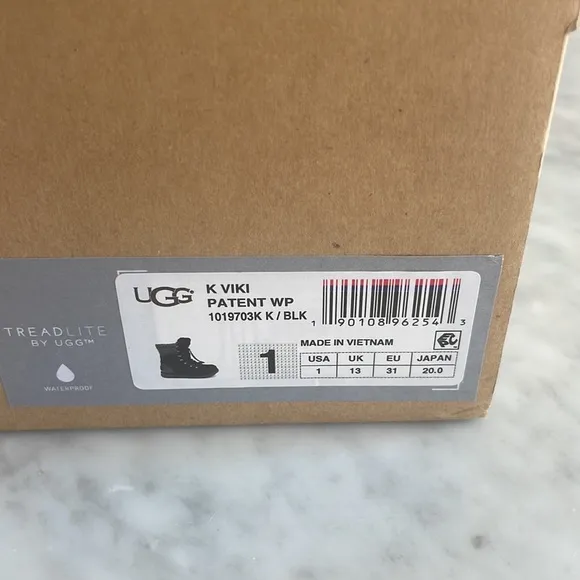 TREADLITE
BY UGG™
WATERPROOF
UGG
K VIKI
PATENT WP
1019703K K / BLK
1 90108 96254 3
1
MADE IN VIETNAM
USA UK EU JAPAN
1 13 31 20.0